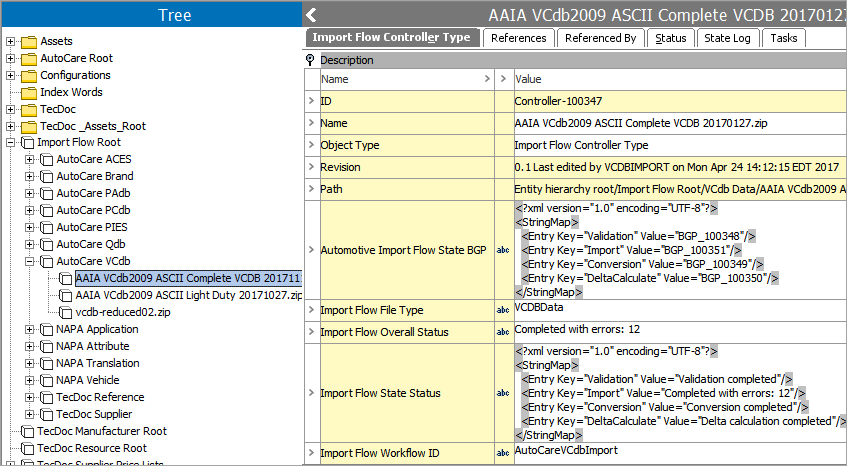 Tree
Assets
AutoCare Root
Configurations
Index Words
TecDoc
TecDoc _Assets_Root
Import Flow Root
AutoCare ACES
AutoCare Brand
AutoCare PAdb
AutoCare PCdb
AutoCare PIES
AutoCare Qdb
AutoCare VCdb
AAIA VCdb2009 ASCII Complete VCDB 201711
AAIA VCdb2009 ASCII Light Duty 20171027.zip
vcdb-reduced02.zip
NAPA Application
NAPA Attribute
NAPA Translation
NAPA Vehicle
TecDoc Reference
TecDoc Supplier
TecDoc Manufacturer Root
TecDoc Resource Root
TecDoc Supplier Price Lists
AAIA VCdb2009 ASCII Complete VCDB 20170127.
Import Flow Controller Type References Referenced By Status State Log Tasks
Description
Name > > Value
> ID Controller-100347
> Name AAIA VCdb2009 ASCII Complete VCDB 20170127.zip
> Object Type Import Flow Controller Type
> Revision 0.1 Last edited by VCDBIMPORT on Mon Apr 24 14:12:15 EDT 2017
> Path Entity hierarchy root/Import Flow Root/VCdb Data/AAIA VCdb2009 A
> Automotive Import Flow State BGP abc <?xml version="1.0" encoding="UTF-8"?>
<StringMap>
<Entry Key="Validation" Value="BGP_100348"/>
<Entry Key="Import" Value="BGP_100351"/>
<Entry Key="Conversion" Value="BGP_100349"/>
<Entry Key="DeltaCalculate" Value="BGP_100350"/>
</StringMap>
> Import Flow File Type abc VCDBData
> Import Flow Overall Status abc Completed with errors: 12
> Import Flow State Status abc <?xml version="1.0" encoding="UTF-8"?>
<StringMap>
<Entry Key="Validation" Value="Validation completed"/>
<Entry Key="Import" Value="Completed with errors: 12"/>
<Entry Key="Conversion" Value="Conversion completed"/>
<Entry Key="DeltaCalculate" Value="Delta calculation completed"/>
</StringMap>
> Import Flow Workflow ID abc AutoCareVCdbImport